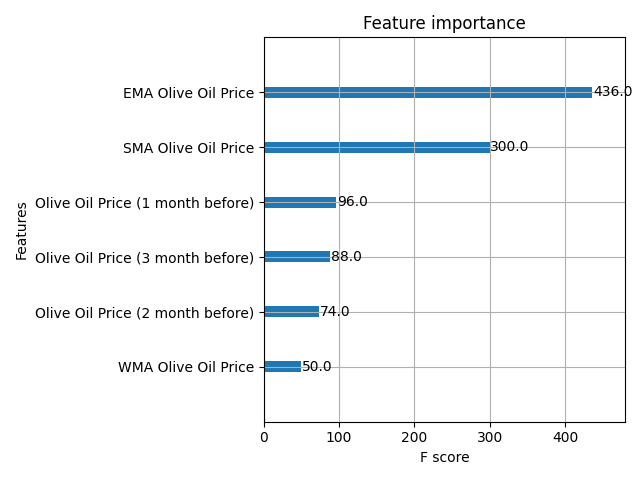 Feature importance
EMA Olive Oil Price
436.0
SMA Olive Oil Price
300.0
Olive Oil Price (1 month before)
96.0
Olive Oil Price (3 month before)
88.0
Olive Oil Price (2 month before)
74.0
WMA Olive Oil Price
50.0
Features
0 100 200 300 400
F score